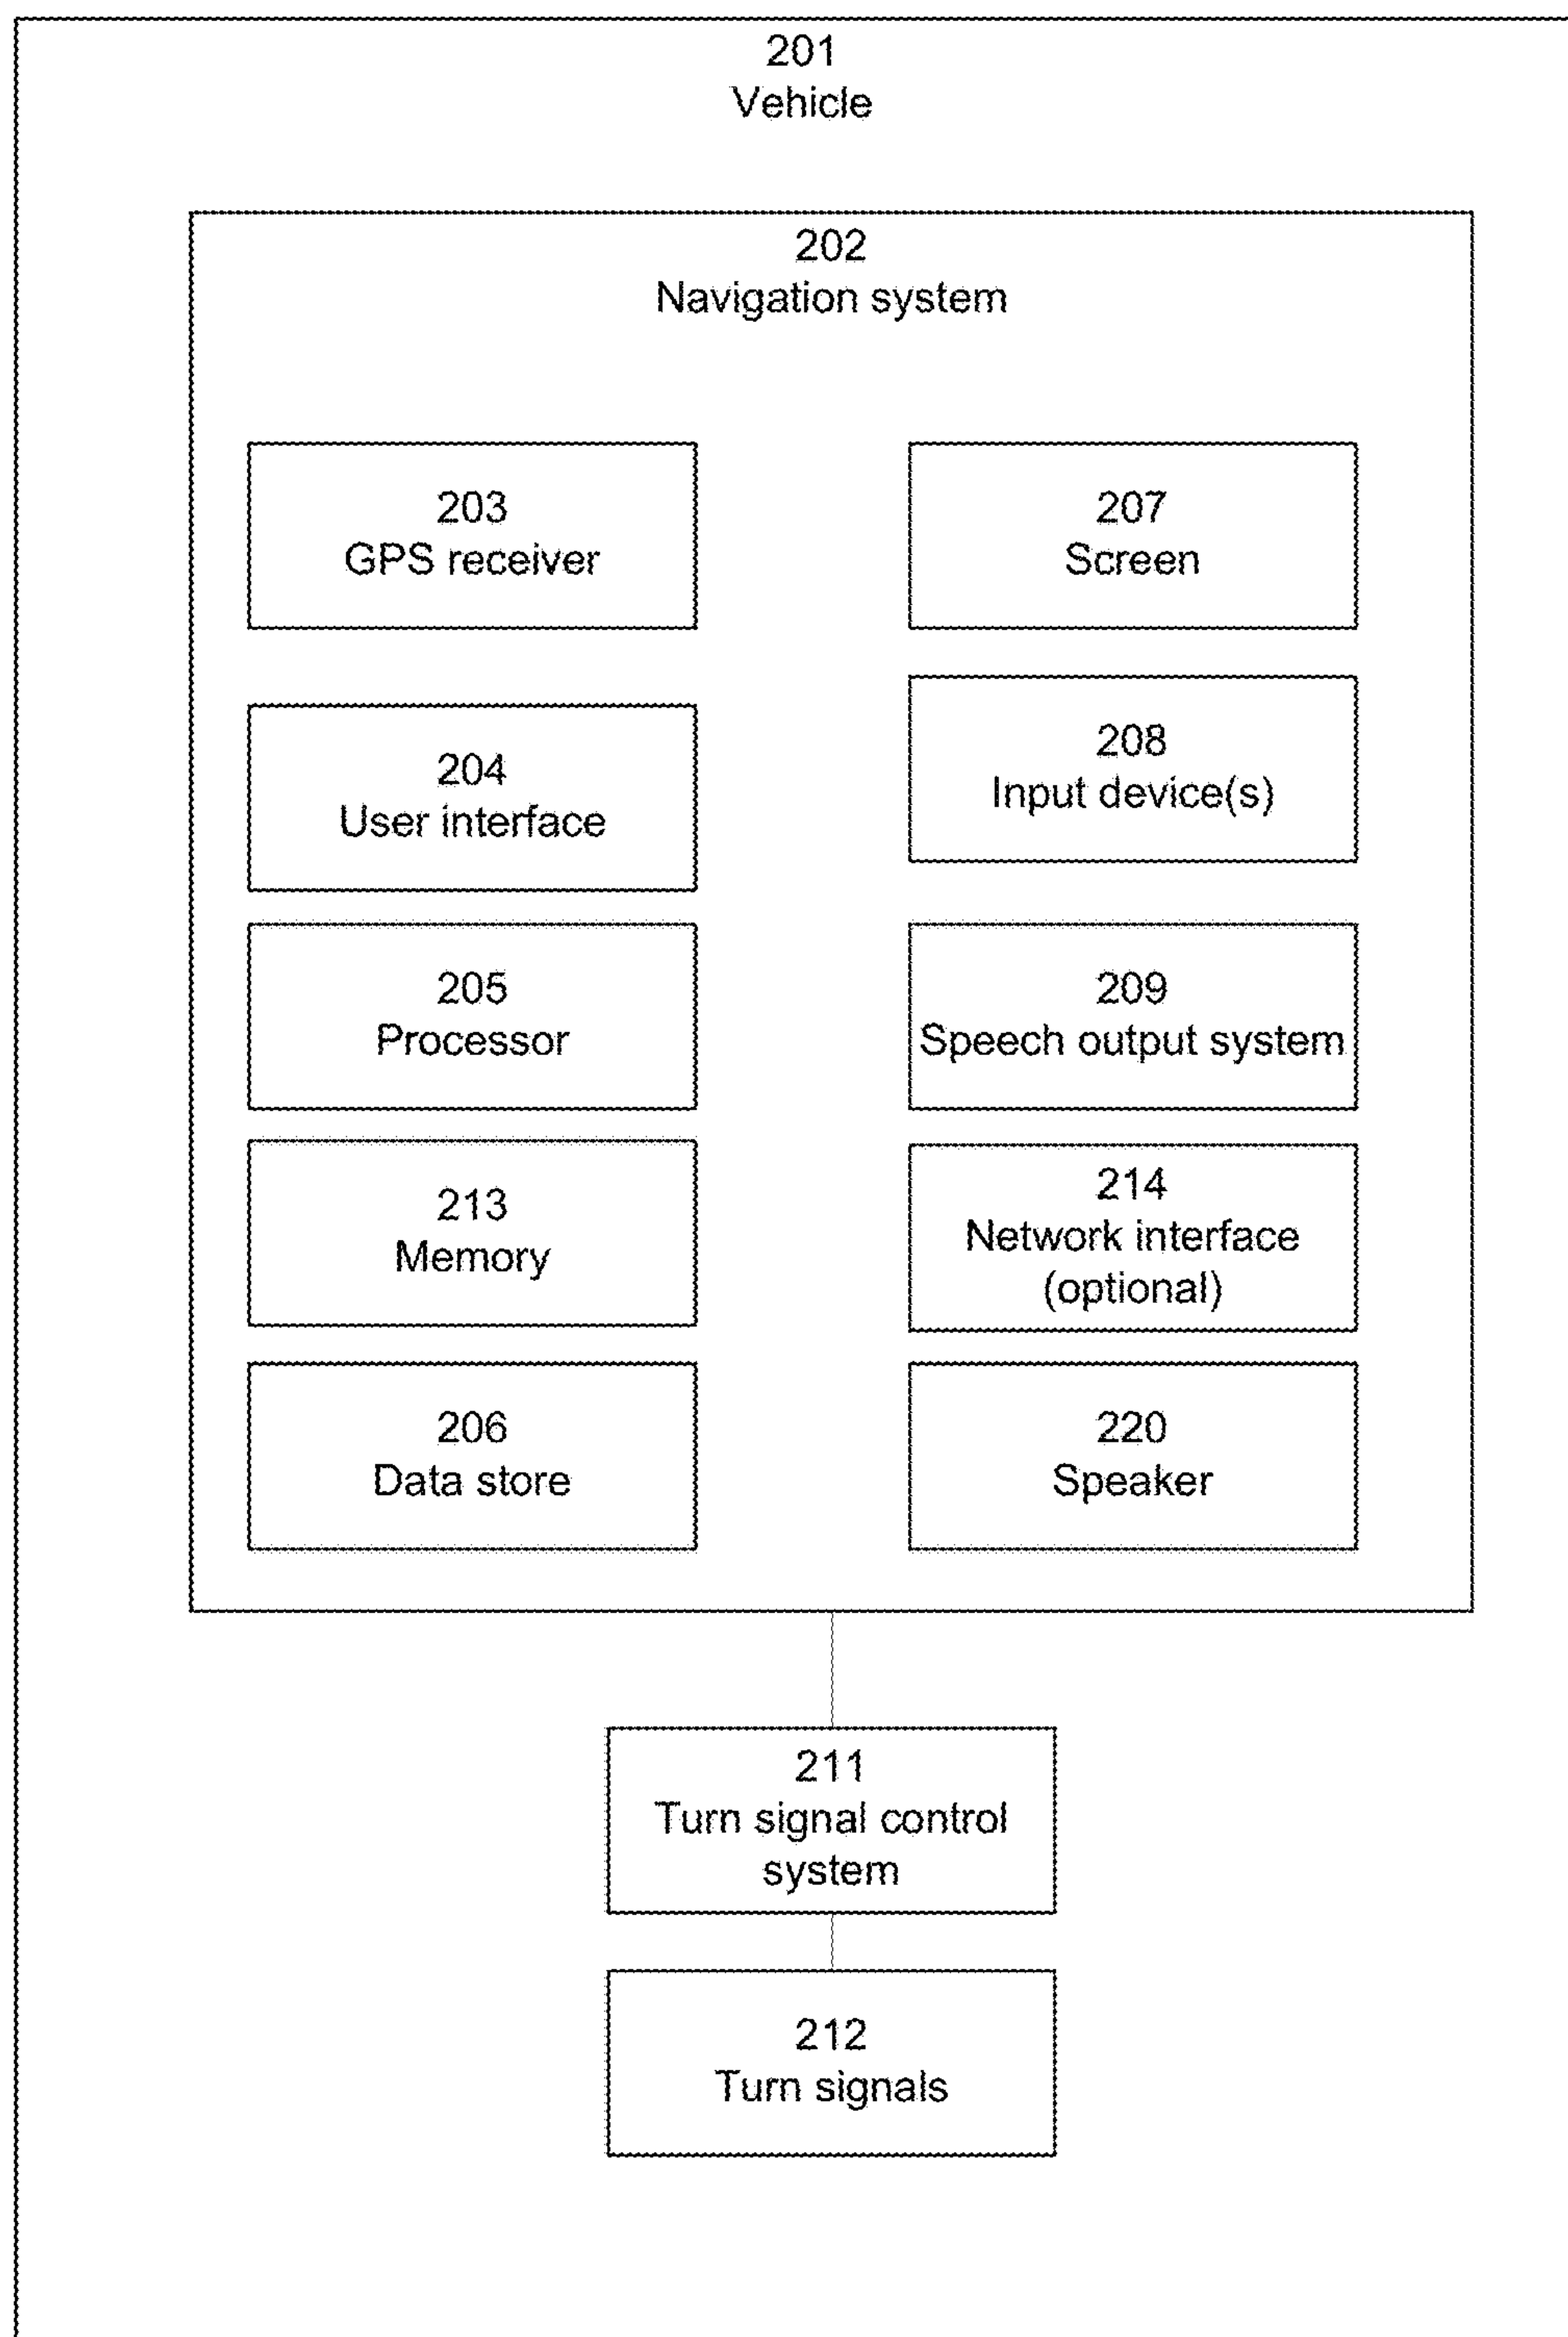 201
Vehicle
202
Navigation system
203
GPS receiver
204
User interface
205
Processor
213
Memory
206
Data store
207
Screen
208
Input device(s)
209
Speech output system
214
Network interface
(optional)
220
Speaker
211
Turn signal control
system
212
Turn signals